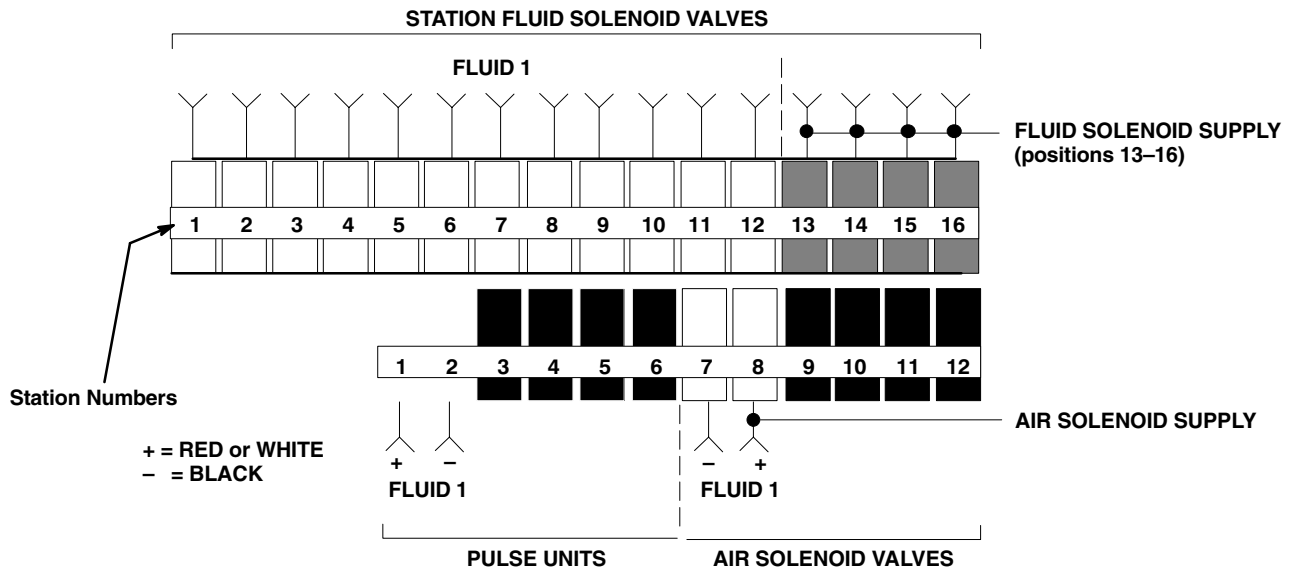 STATION FLUID SOLENOID VALVES
FLUID 1
FLUID SOLENOID SUPPLY
(positions 13–16)
1 2 3 4 5 6 7 8 9 10 11 12 13 14 15 16
1 2 3 4 5 6 7 8 9 10 11 12
Station Numbers
AIR SOLENOID SUPPLY
+ = RED or WHITE
– = BLACK
+ – – +
FLUID 1 FLUID 1
PULSE UNITS AIR SOLENOID VALVES